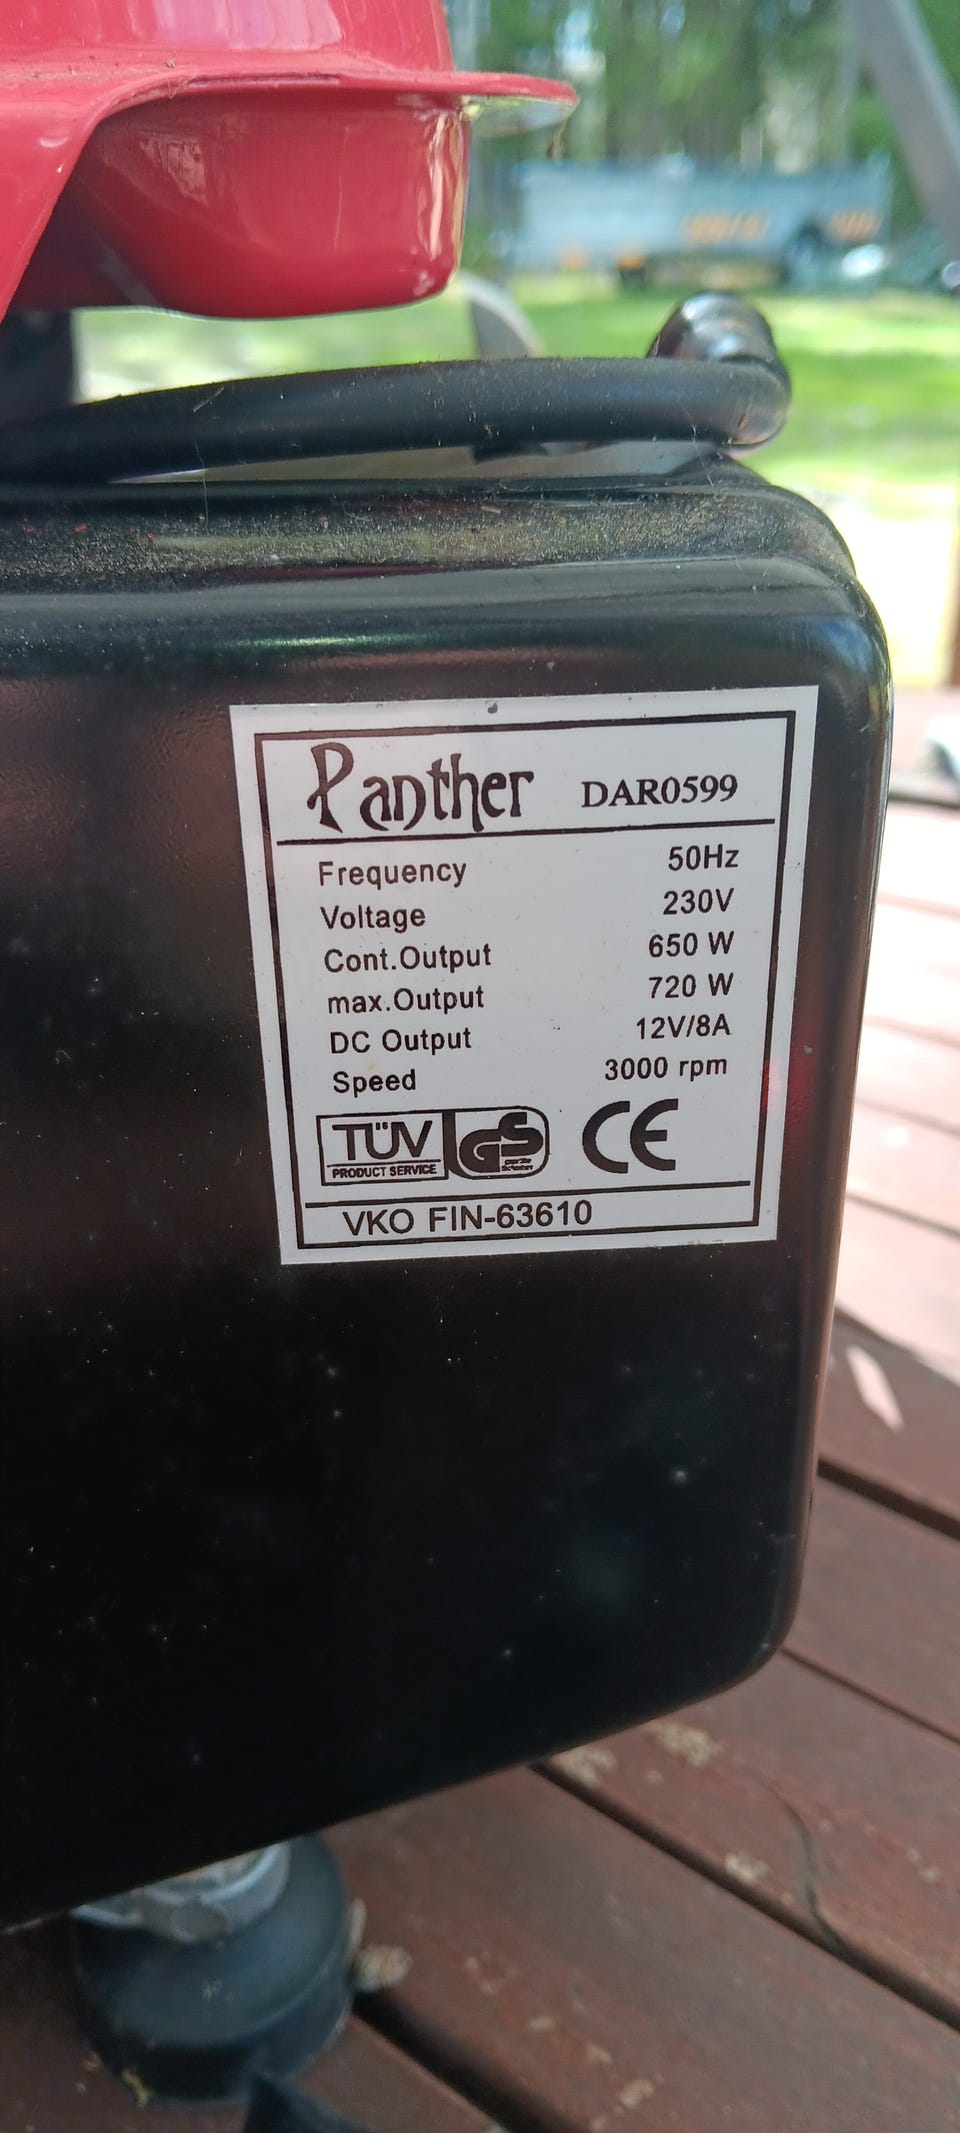 Panther DAR0599
Frequency 50Hz
Voltage 230V
Cont.Output 650 W
max.Output 720 W
DC Output 12V/8A
Speed 3000 rpm
TÜV GS CE
PRODUCT SERVICE
VKO FIN-63610